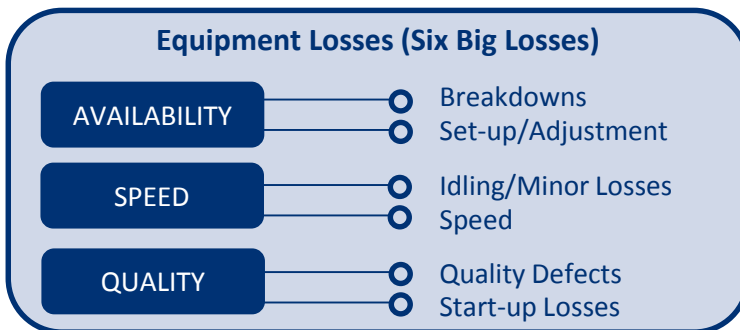 Equipment Losses (Six Big Losses)
AVAILABILITY
Breakdowns
Set-up/Adjustment
SPEED
Idling/Minor Losses
Speed
QUALITY
Quality Defects
Start-up Losses